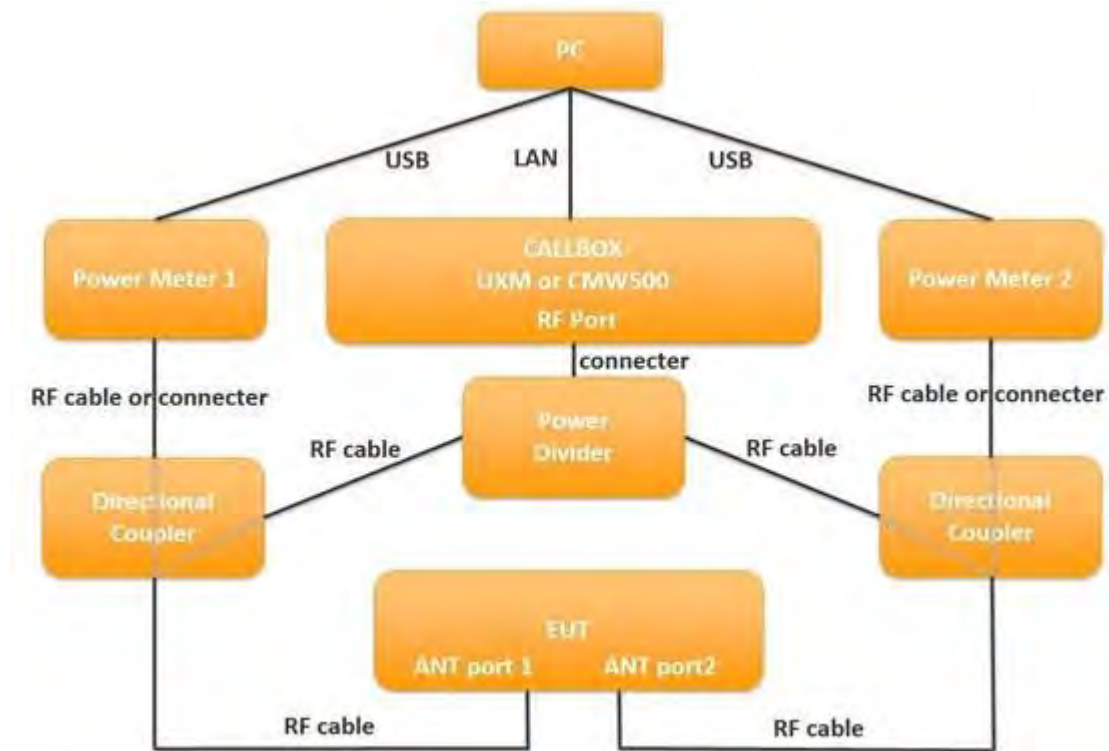 PC
USB
LAN
USB
Power Meter 1
CALLBOX
UXM or CMW500
RF Port
Power Meter 2
connecter
RF cable or connecter
RF cable or connecter
Power
Divider
RF cable
RF cable
Directional
Coupler
Directional
Coupler
EUT
ANT port 1
ANT port2
RF cable
RF cable